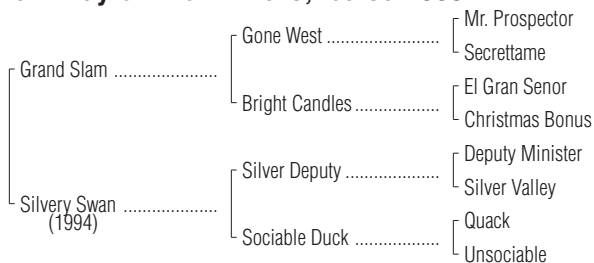 Mr. Prospector
Gone West
Secrettame
Grand Slam
El Gran Senor
Bright Candles
Christmas Bonus
Deputy Minister
Silver Deputy
Silver Valley
Silvery Swan
(1994)
Quack
Sociable Duck
Unsociable